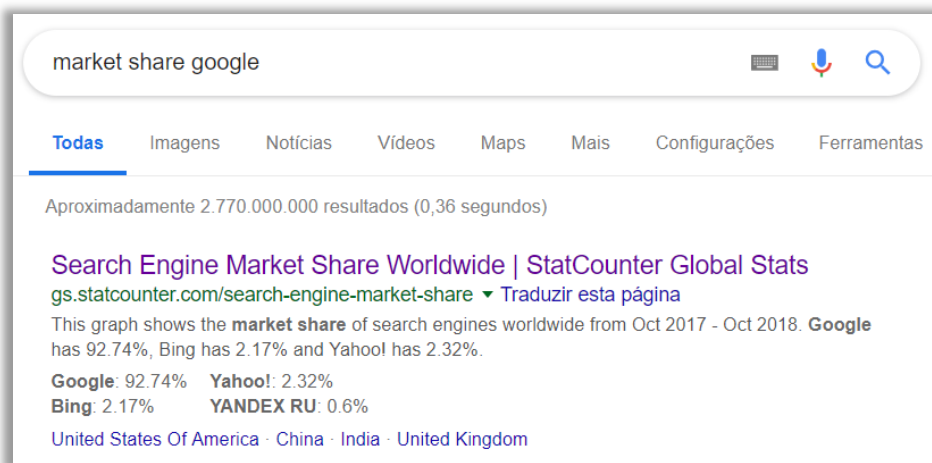 market share google
Todas Imagens Notícias Vídeos Maps Mais Configurações Ferramentas
Aproximadamente 2.770.000.000 resultados (0,36 segundos)
Search Engine Market Share Worldwide | StatCounter Global Stats
gs.statcounter.com/search-engine-market-share ▾ Traduzir esta página
This graph shows the market share of search engines worldwide from Oct 2017 - Oct 2018. Google
has 92.74%, Bing has 2.17% and Yahoo! has 2.32%.
Google: 92.74% Yahoo!: 2.32%
Bing: 2.17% YANDEX RU: 0.6%
United States Of America · China · India · United Kingdom